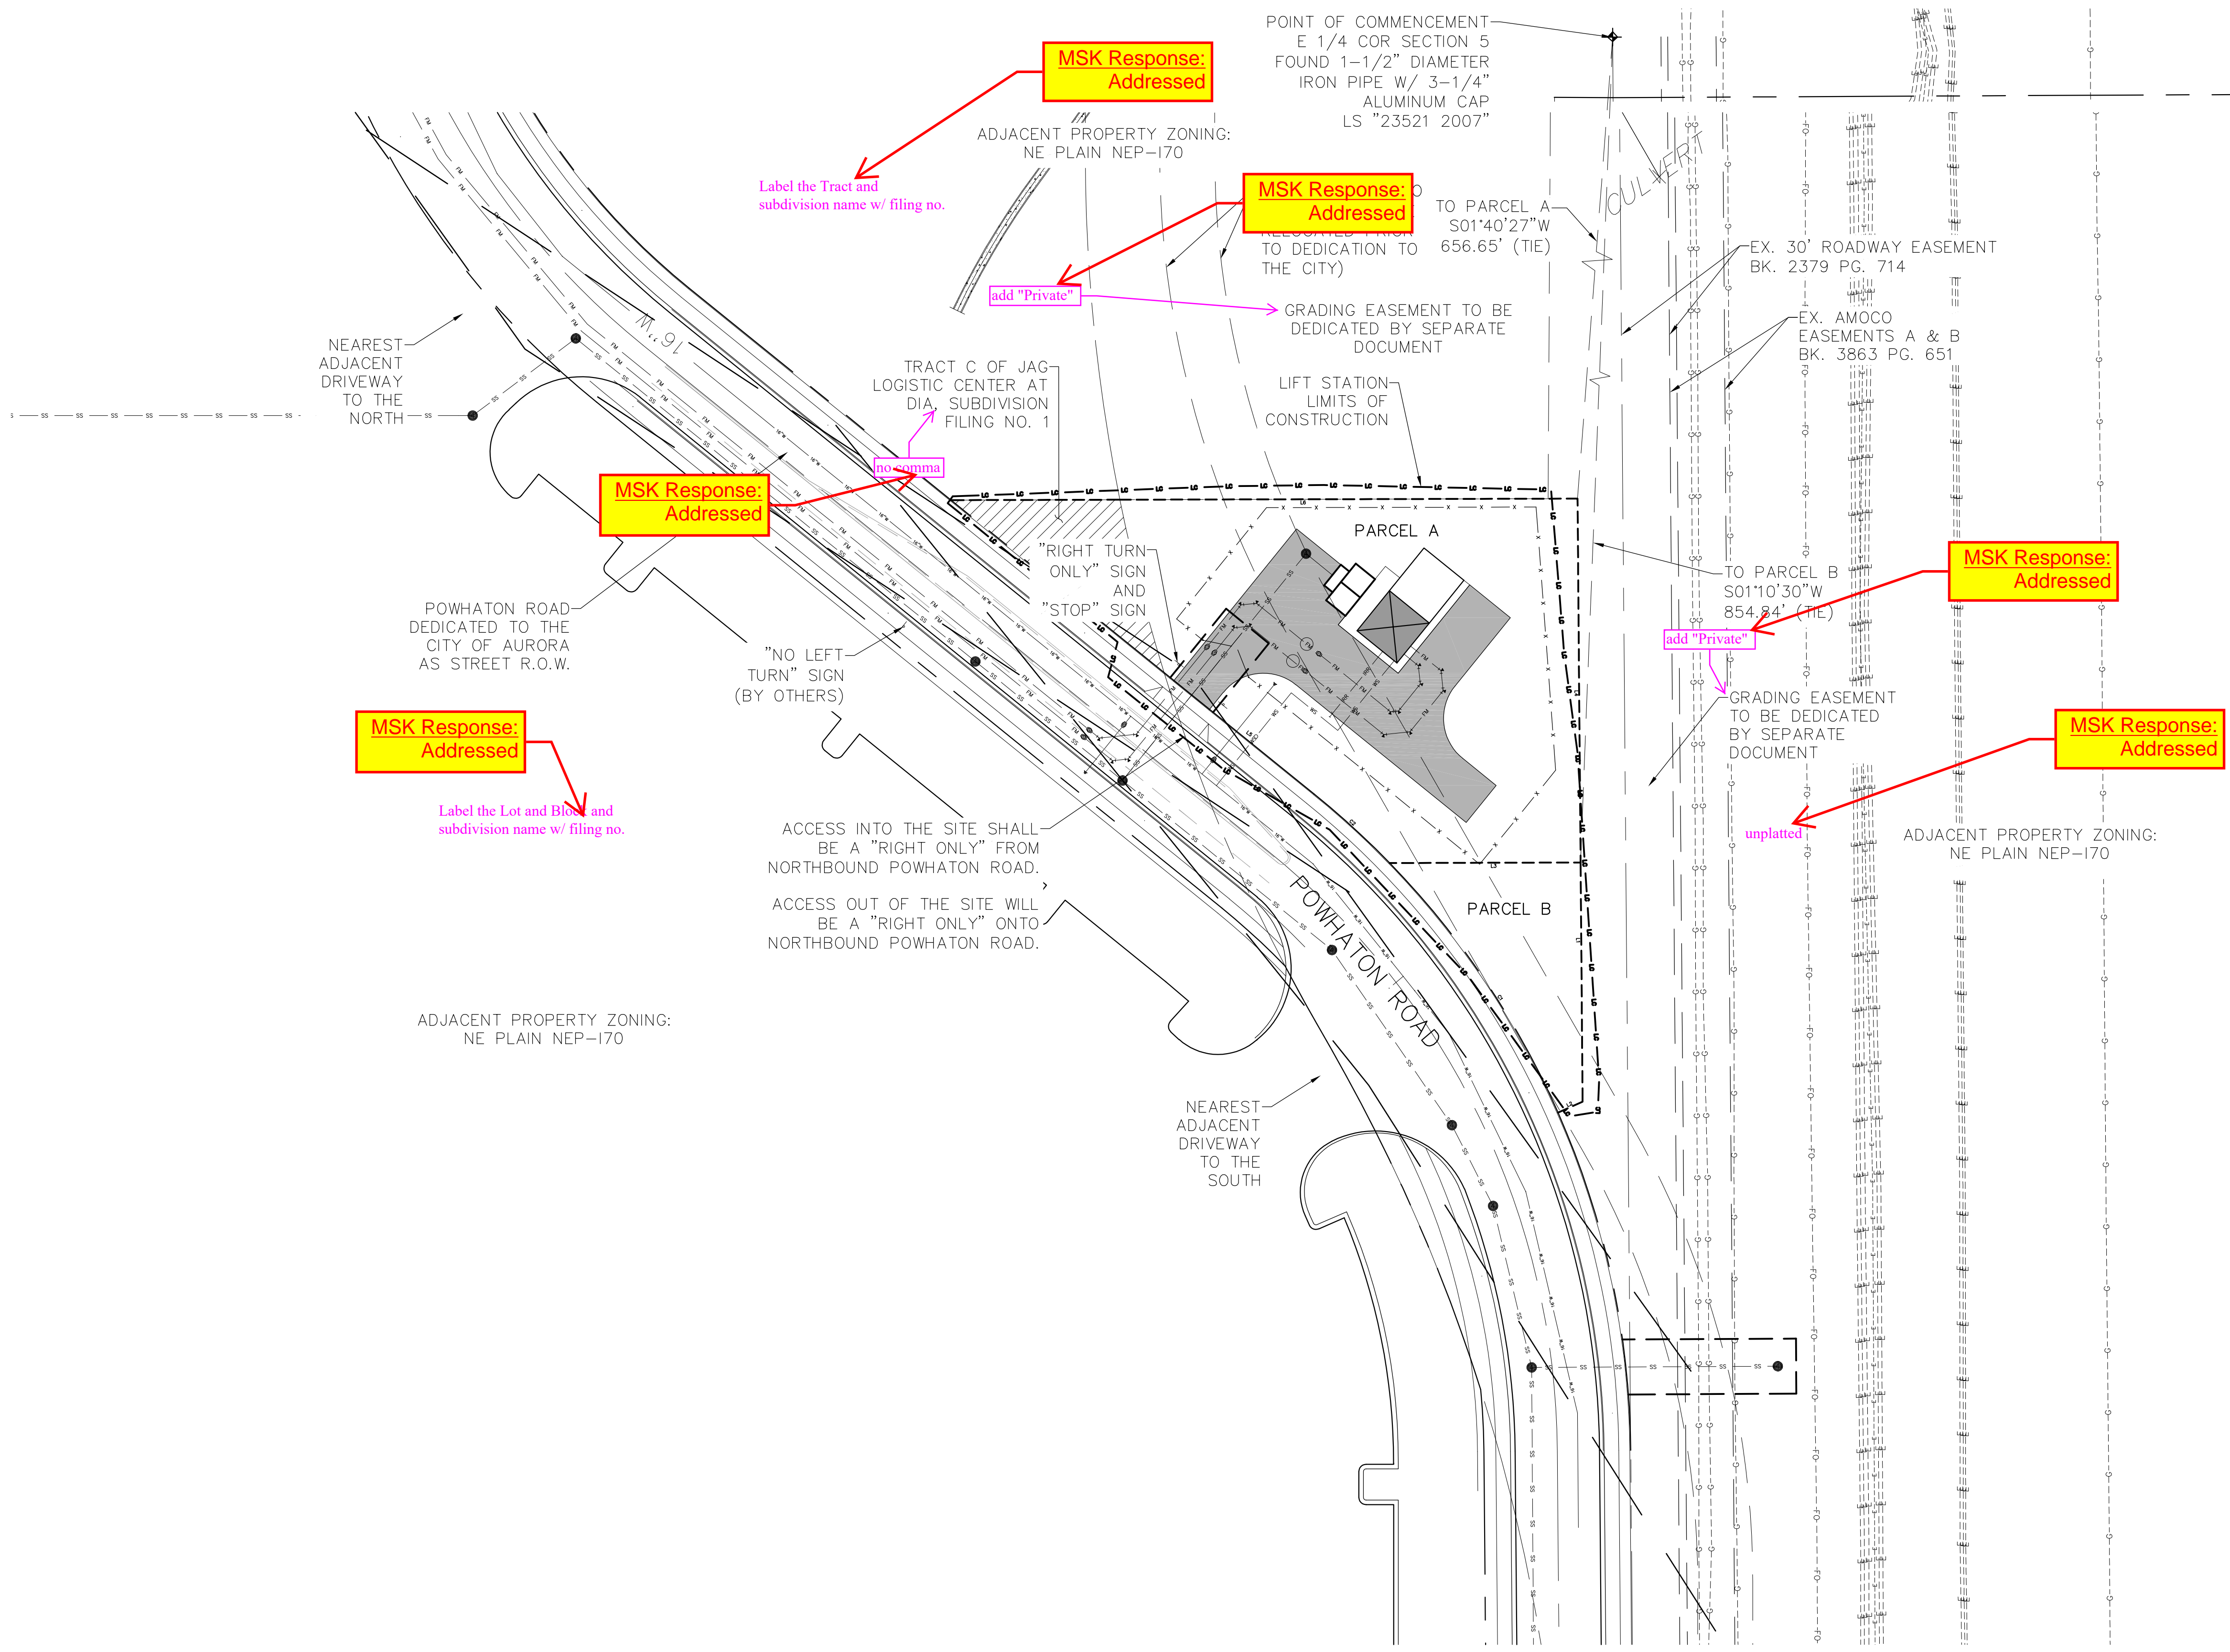 POINT OF COMMENCEMENT
E 1/4 COR SECTION 5
FOUND 1-1/2" DIAMETER
IRON PIPE W/ 3-1/4"
ALUMINUM CAP
LS "23521 2007"
MSK Response:
Addressed
ADJACENT PROPERTY ZONING:
NE PLAIN NEP-I70
Label the Tract and
subdivision name w/ filing no.
MSK Response:
Addressed
TO DEDICATION TO
THE CITY)
TO PARCEL A
S01°40'27"W
656.65' (TIE)
CULVERT
EX. 30' ROADWAY EASEMENT
BK. 2379 PG. 714
add "Private"
GRADING EASEMENT TO BE
DEDICATED BY SEPARATE
DOCUMENT
EX. AMOCO
EASEMENTS A & B
BK. 3863 PG. 651
NEAREST
ADJACENT
DRIVEWAY
TO THE
NORTH
16"W
TRACT C OF JAG
LOGISTIC CENTER AT
DIA, SUBDIVISION
FILING NO. 1
no comma
LIFT STATION
LIMITS OF
CONSTRUCTION
MSK Response:
Addressed
PARCEL A
"RIGHT TURN
ONLY" SIGN
AND
"STOP" SIGN
MSK Response:
Addressed
TO PARCEL B
S01°10'30"W
854.84' (TIE)
add "Private"
POWHATON ROAD
DEDICATED TO THE
CITY OF AURORA
AS STREET R.O.W.
"NO LEFT
TURN" SIGN
(BY OTHERS)
GRADING EASEMENT
TO BE DEDICATED
BY SEPARATE
DOCUMENT
MSK Response:
Addressed
MSK Response:
Addressed
Label the Lot and Block and
subdivision name w/ filing no.
ACCESS INTO THE SITE SHALL
BE A "RIGHT ONLY" FROM
NORTHBOUND POWHATON ROAD.
ACCESS OUT OF THE SITE WILL
BE A "RIGHT ONLY" ONTO
NORTHBOUND POWHATON ROAD.
unplatted
ADJACENT PROPERTY ZONING:
NE PLAIN NEP-I70
PARCEL B
POWHATON ROAD
ADJACENT PROPERTY ZONING:
NE PLAIN NEP-I70
NEAREST
ADJACENT
DRIVEWAY
TO THE
SOUTH